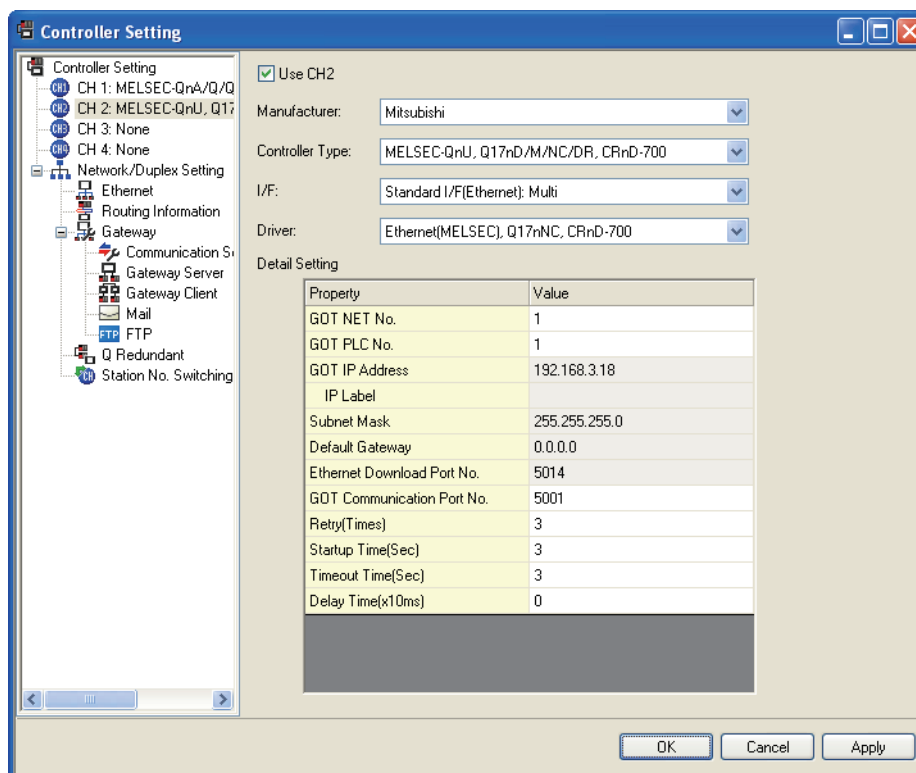 Controller Setting
Controller Setting
CH1 CH 1: MELSEC-QnA/Q/Q
CH2 CH 2: MELSEC-QnU, Q17
CH3 CH 3: None
CH4 CH 4: None
Network/Duplex Setting
Ethernet
Routing Information
Gateway
Communication S
Gateway Server
Gateway Client
Mail
FTP FTP
Q Redundant
CH Station No. Switching
Use CH2
Manufacturer: Mitsubishi
Controller Type: MELSEC-QnU, Q17nD/M/NC/DR, CRnD-700
I/F: Standard I/F(Ethernet): Multi
Driver: Ethernet(MELSEC), Q17nNC, CRnD-700
Detail Setting
Property Value
GOT NET No. 1
GOT PLC No. 1
GOT IP Address 192.168.3.18
IP Label
Subnet Mask 255.255.255.0
Default Gateway 0.0.0.0
Ethernet Download Port No. 5014
GOT Communication Port No. 5001
Retry(Times) 3
Startup Time(Sec) 3
Timeout Time(Sec) 3
Delay Time(x10ms) 0
OK Cancel Apply